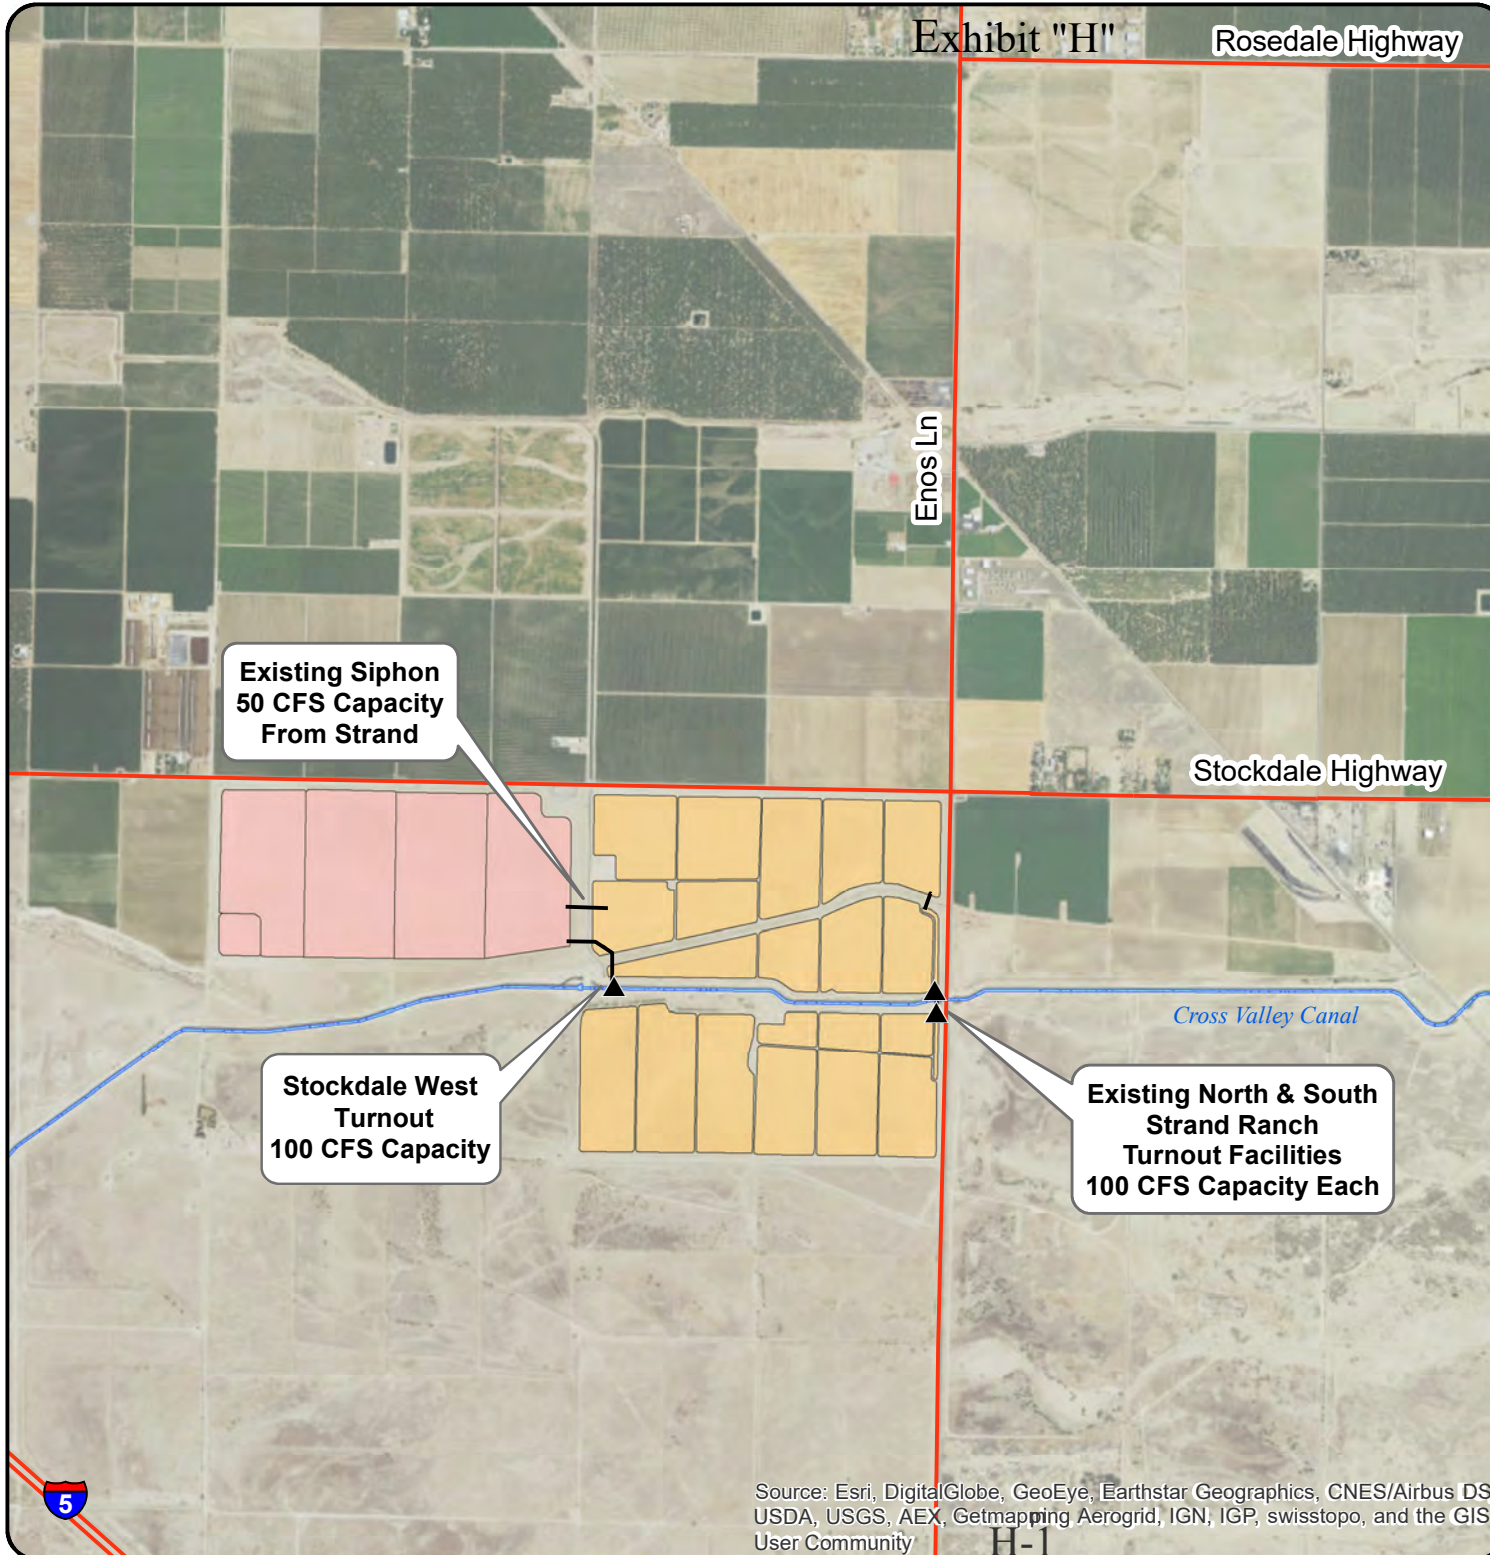 Exhibit "H"
Rosedale Highway
Enos Ln
Existing Siphon
50 CFS Capacity
From Strand
Stockdale Highway
Cross Valley Canal
Stockdale West
Turnout
100 CFS Capacity
Existing North & South
Strand Ranch
Turnout Facilities
100 CFS Capacity Each
5
Source: Esri, DigitalGlobe, GeoEye, Earthstar Geographics, CNES/Airbus DS
USDA, USGS, AEX, Getmapping Aerogrid, IGN, IGP, swisstopo, and the GIS
User Community
H-1